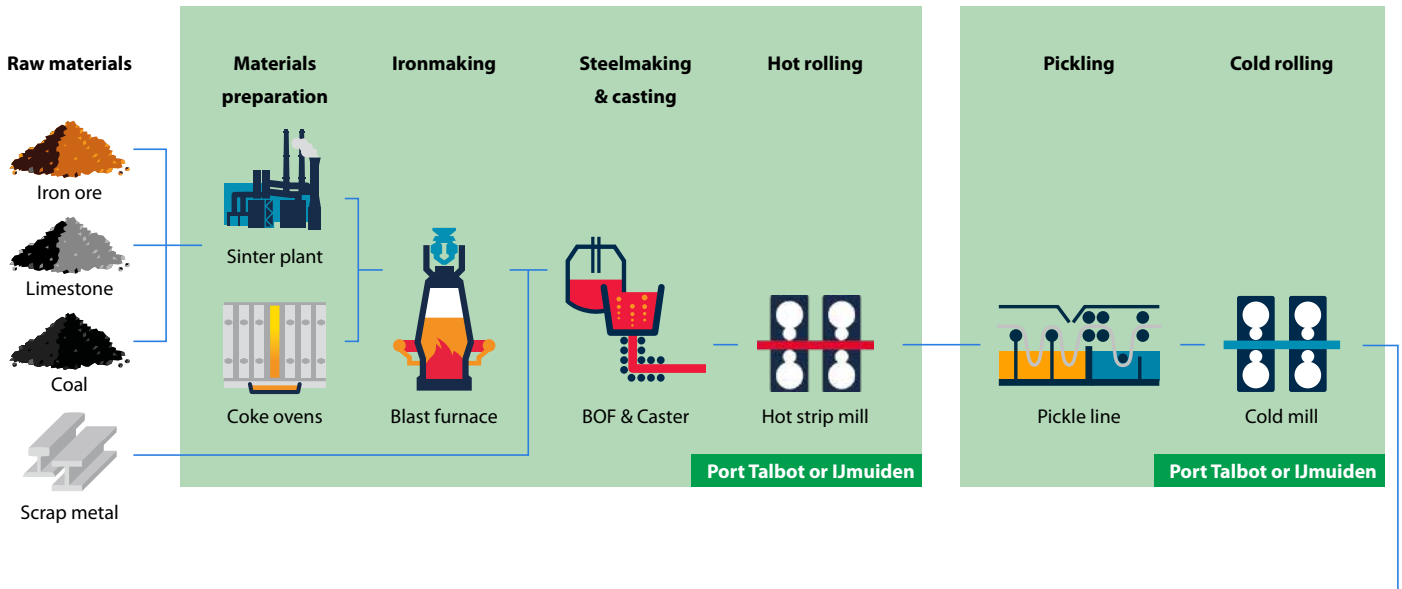 Raw materials
Materials
preparation
Ironmaking
Steelmaking
& casting
Hot rolling
Pickling
Cold rolling
Iron ore
Limestone
Coal
Scrap metal
Sinter plant
Coke ovens
Blast furnace
BOF & Caster
Hot strip mill
Pickle line
Cold mill
Port Talbot or IJmuiden
Port Talbot or IJmuiden